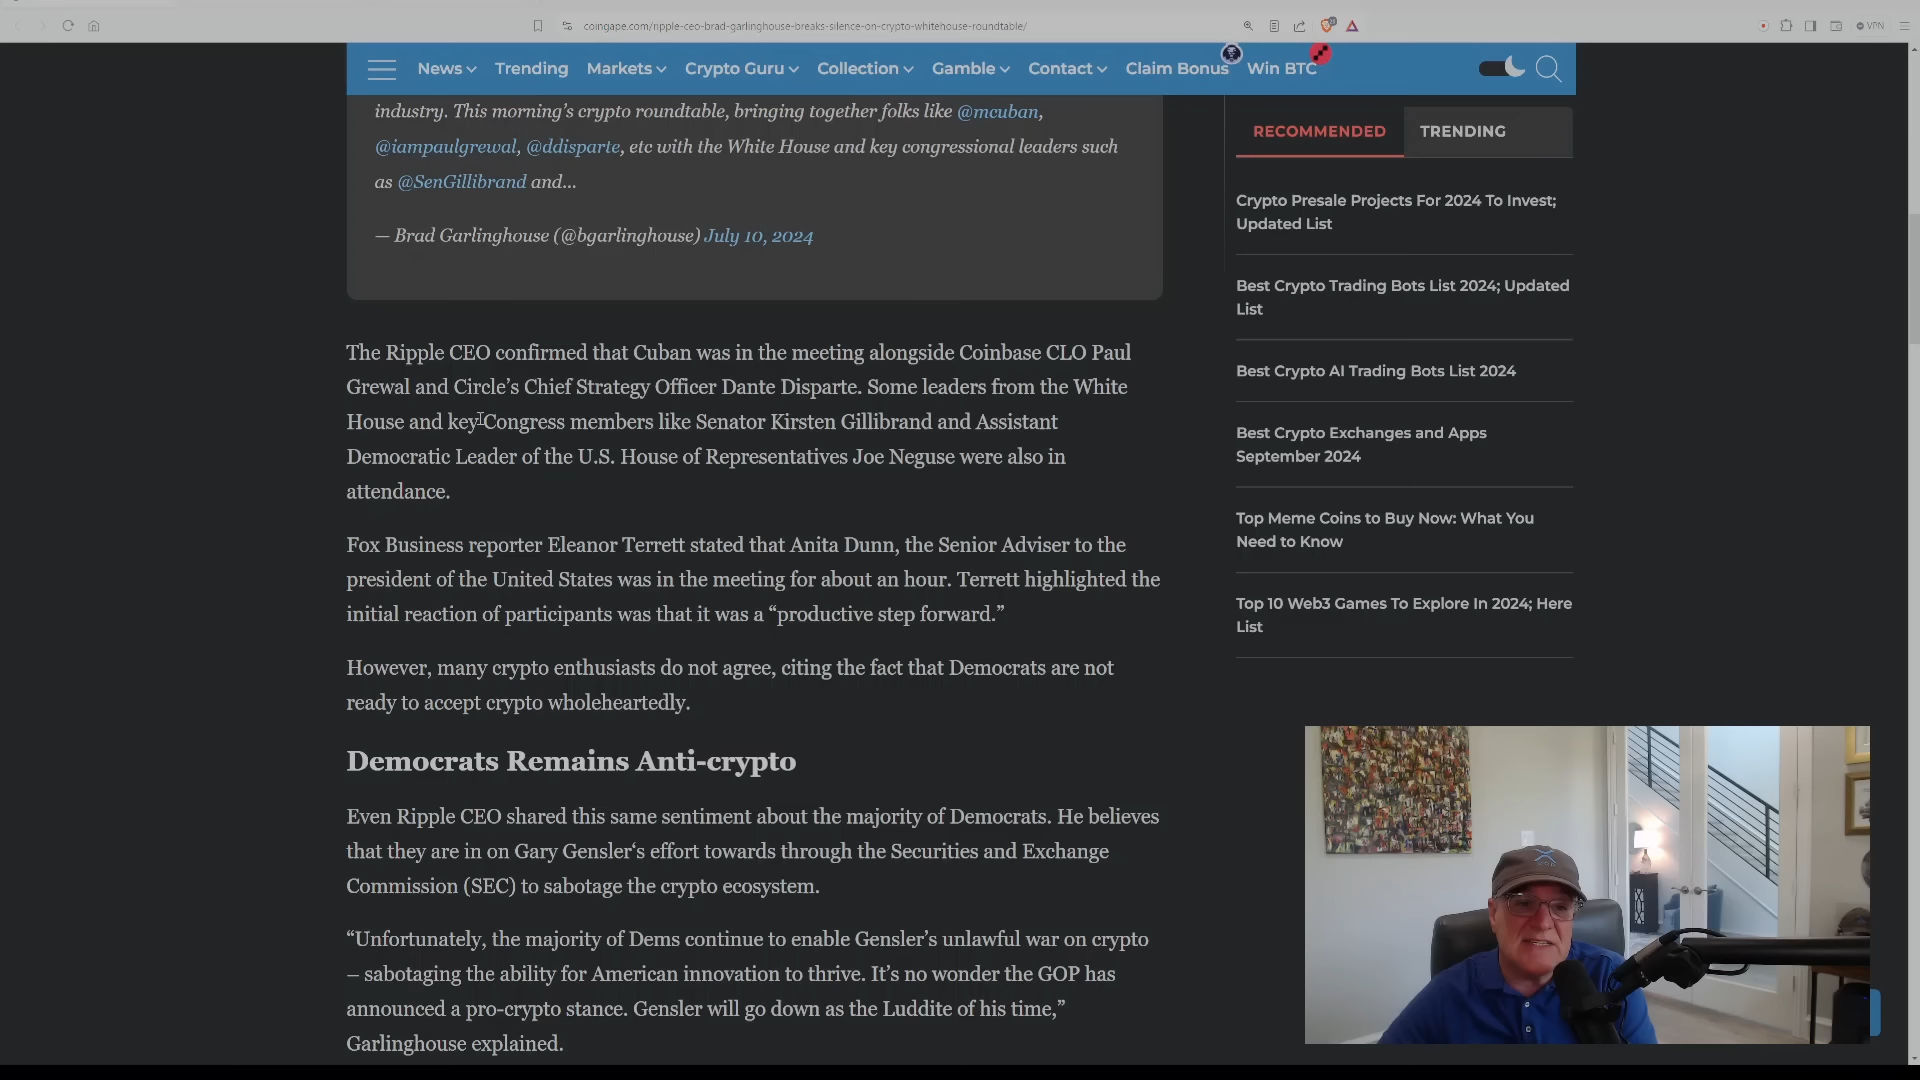 coingape.com/ripple-ceo-brad-garlinghouse-breaks-silence-on-crypto-whitehouse-roundtable/
VPN
News Trending Markets Crypto Guru Collection Gamble Contact Claim Bonus Win BTC
industry. This morning’s crypto roundtable, bringing together folks like @mcuban,
@iampaulgrewal, @ddisparte, etc with the White House and key congressional leaders such
as @SenGillibrand and...
— Brad Garlinghouse (@bgarlinghouse) July 10, 2024
The Ripple CEO confirmed that Cuban was in the meeting alongside Coinbase CLO Paul
Grewal and Circle’s Chief Strategy Officer Dante Disparte. Some leaders from the White
House and key Congress members like Senator Kirsten Gillibrand and Assistant
Democratic Leader of the U.S. House of Representatives Joe Neguse were also in
attendance.
Fox Business reporter Eleanor Terrett stated that Anita Dunn, the Senior Adviser to the
president of the United States was in the meeting for about an hour. Terrett highlighted the
initial reaction of participants was that it was a “productive step forward.”
However, many crypto enthusiasts do not agree, citing the fact that Democrats are not
ready to accept crypto wholeheartedly.
Democrats Remains Anti-crypto
Even Ripple CEO shared this same sentiment about the majority of Democrats. He believes
that they are in on Gary Gensler‘s effort towards through the Securities and Exchange
Commission (SEC) to sabotage the crypto ecosystem.
“Unfortunately, the majority of Dems continue to enable Gensler’s unlawful war on crypto
– sabotaging the ability for American innovation to thrive. It’s no wonder the GOP has
announced a pro-crypto stance. Gensler will go down as the Luddite of his time,”
Garlinghouse explained.
RECOMMENDED TRENDING
Crypto Presale Projects For 2024 To Invest;
Updated List
Best Crypto Trading Bots List 2024; Updated
List
Best Crypto AI Trading Bots List 2024
Best Crypto Exchanges and Apps
September 2024
Top Meme Coins to Buy Now: What You
Need to Know
Top 10 Web3 Games To Explore In 2024; Here
List